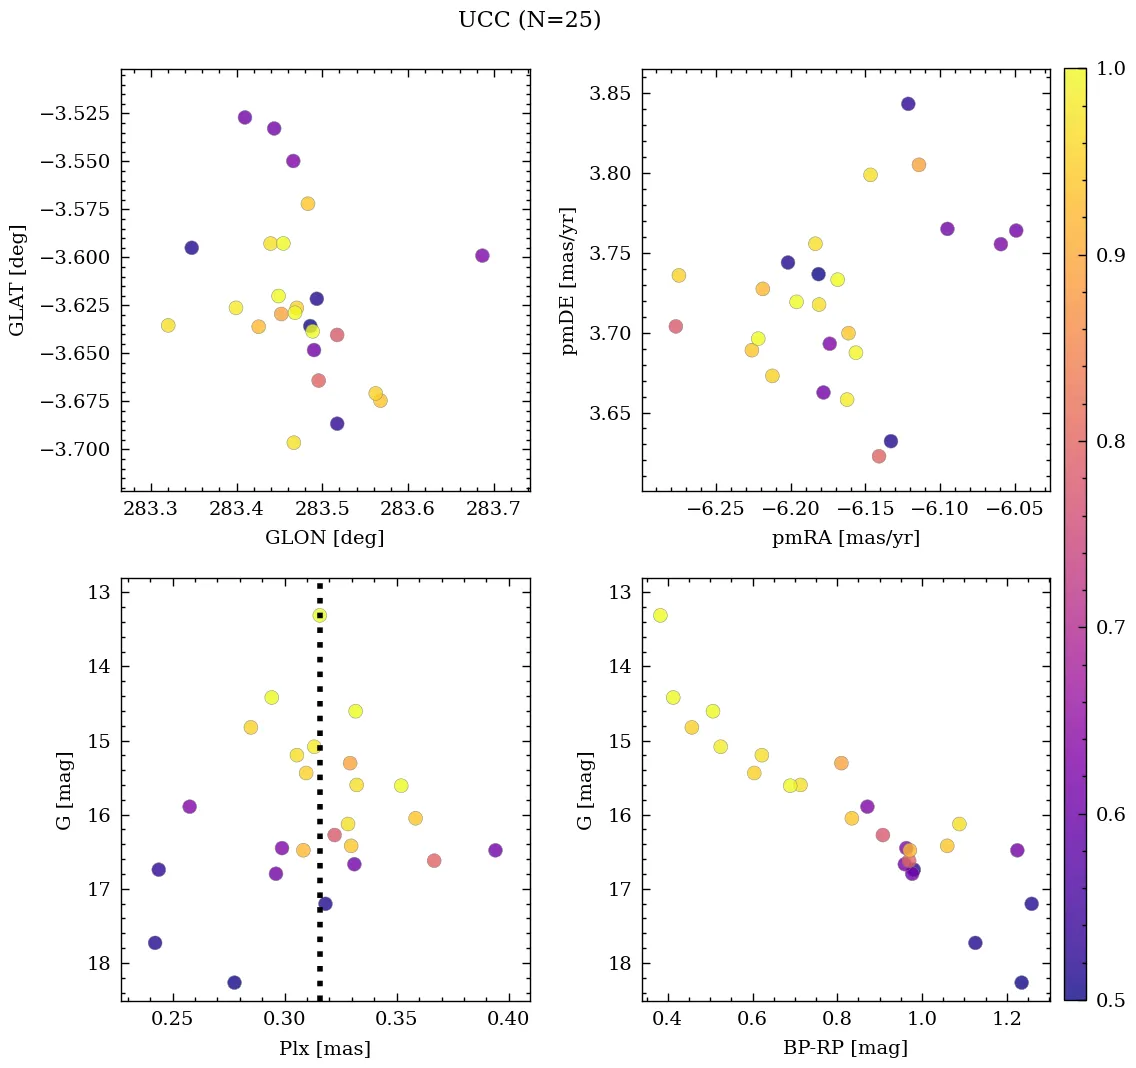 UCC (N=25)
−3.525
−3.550
−3.575
−3.600
−3.625
−3.650
−3.675
−3.700
GLAT [deg]
283.3 283.4 283.5 283.6 283.7
GLON [deg]
3.85
3.80
3.75
3.70
3.65
pmDE [mas/yr]
−6.25 −6.20 −6.15 −6.10 −6.05
pmRA [mas/yr]
13
14
15
16
17
18
G [mag]
0.25 0.30 0.35 0.40
Plx [mas]
13
14
15
16
17
18
G [mag]
0.4 0.6 0.8 1.0 1.2
BP-RP [mag]
1.0
0.9
0.8
0.7
0.6
0.5